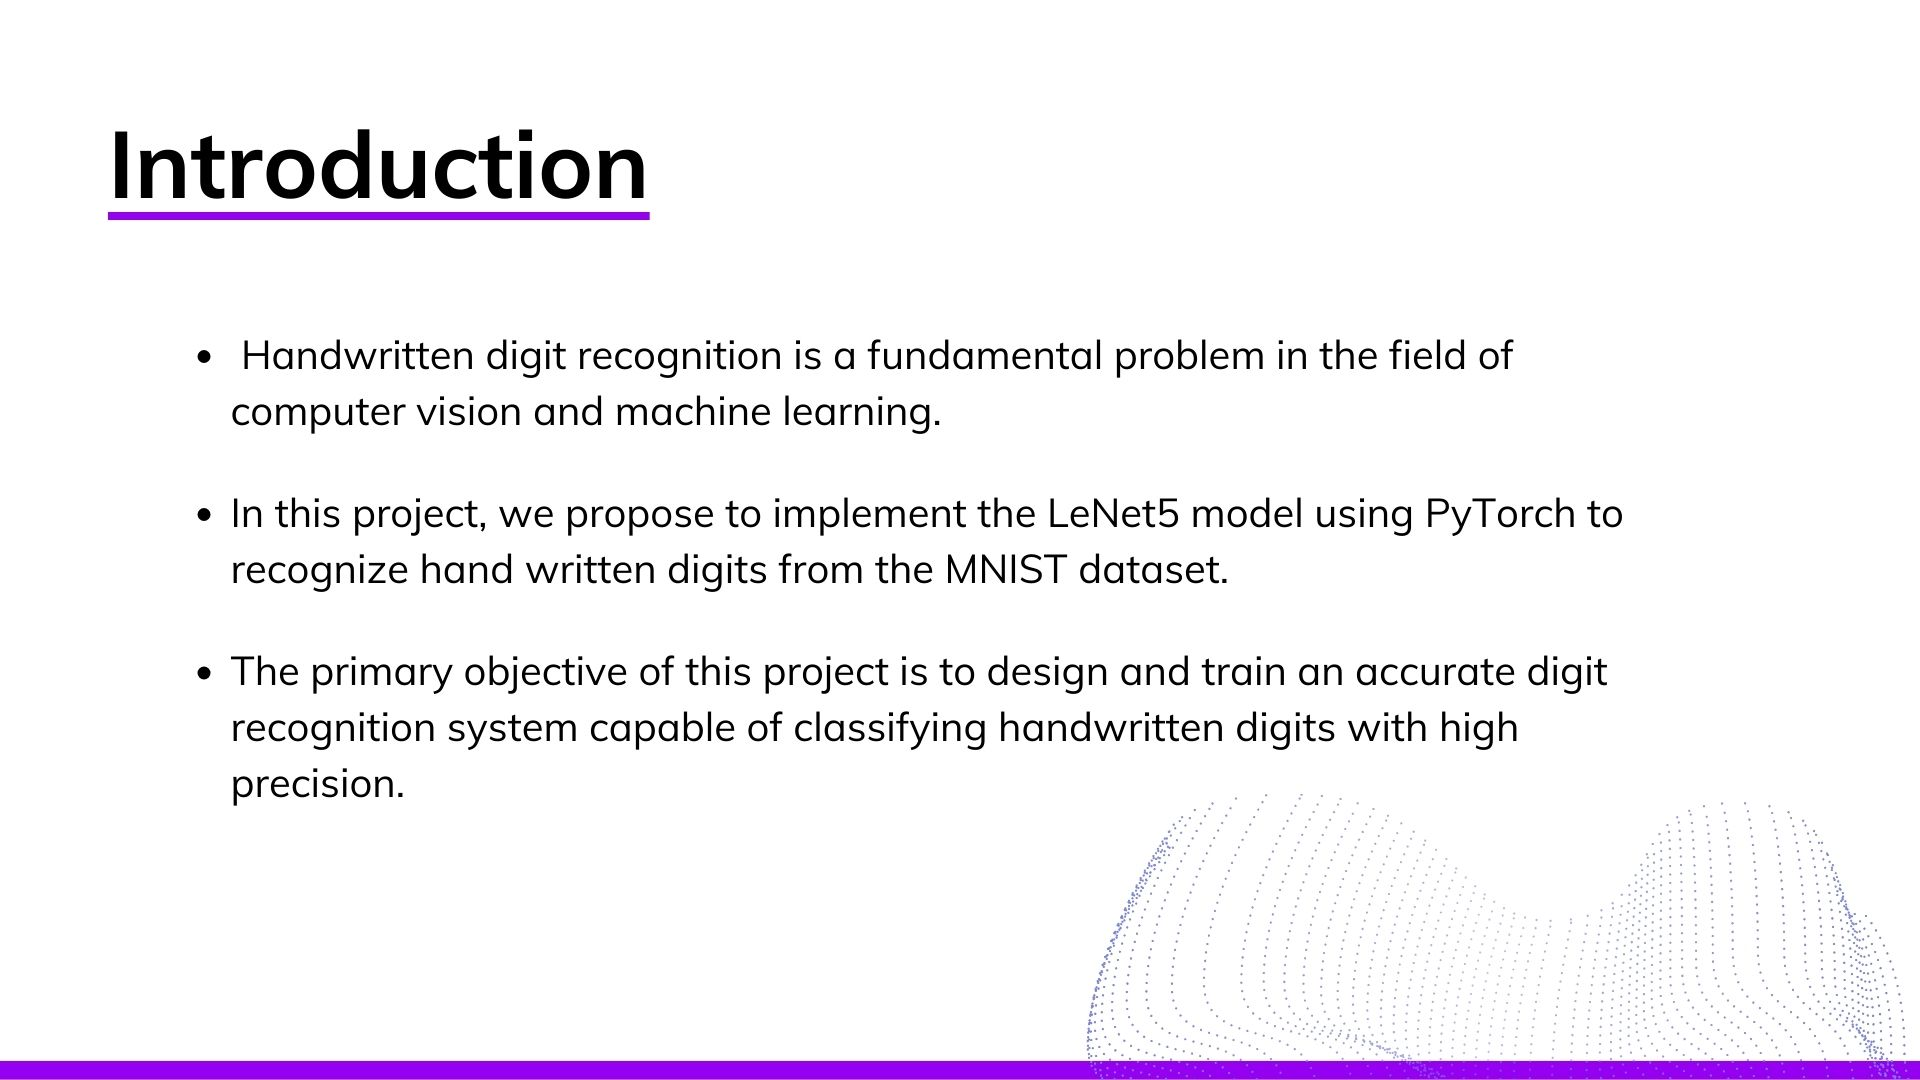 Introduction
• Handwritten digit recognition is a fundamental problem in the field of
computer vision and machine learning.
• In this project, we propose to implement the LeNet5 model using PyTorch to
recognize hand written digits from the MNIST dataset.
• The primary objective of this project is to design and train an accurate digit
recognition system capable of classifying handwritten digits with high
precision.